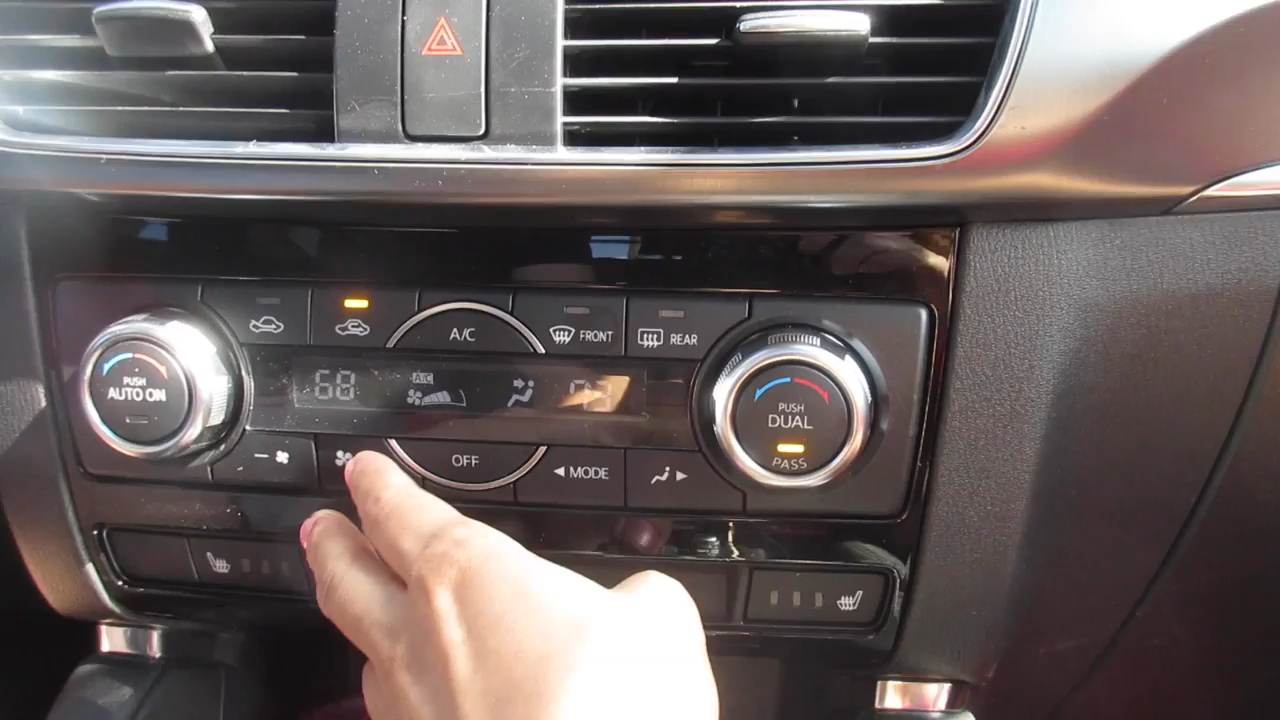 A/C
FRONT
REAR
PUSH
AUTO ON
68
A/C
PUSH
DUAL
PASS
OFF
MODE